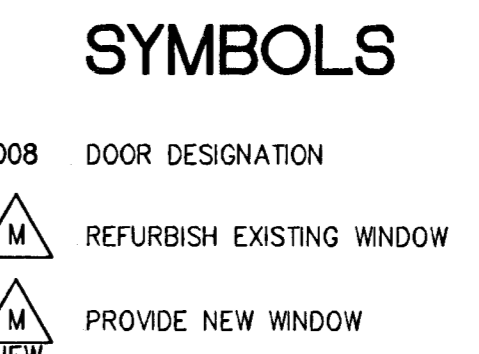 SYMBOLS
008 DOOR DESIGNATION
M REFURBISH EXISTING WINDOW
M PROVIDE NEW WINDOW